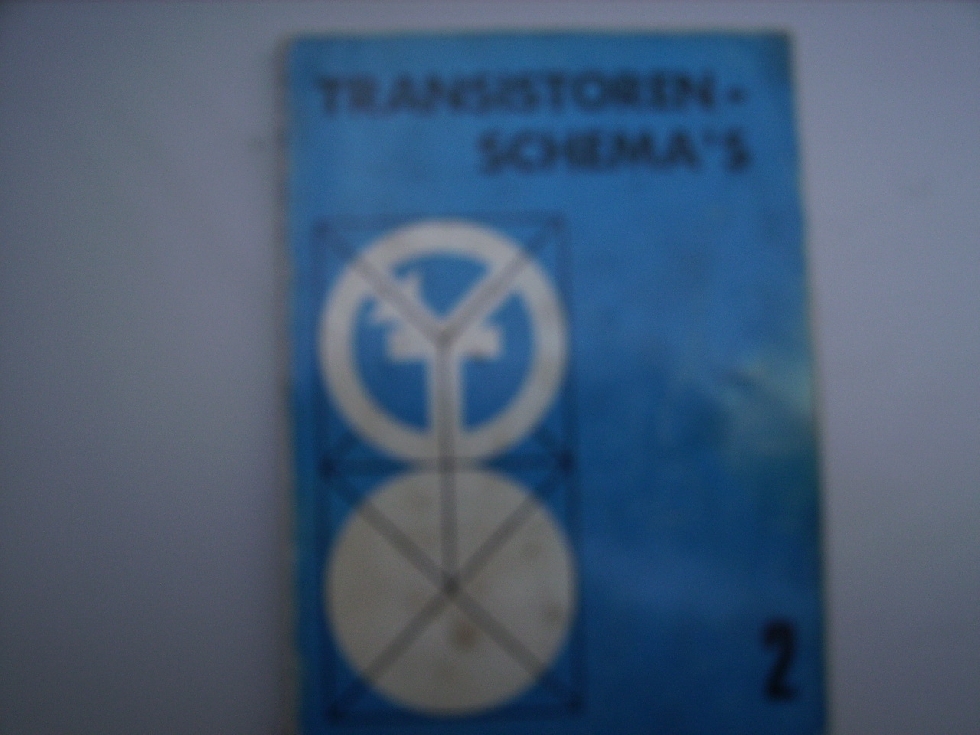 TRANSISTOREN-
SCHEMA'S
2